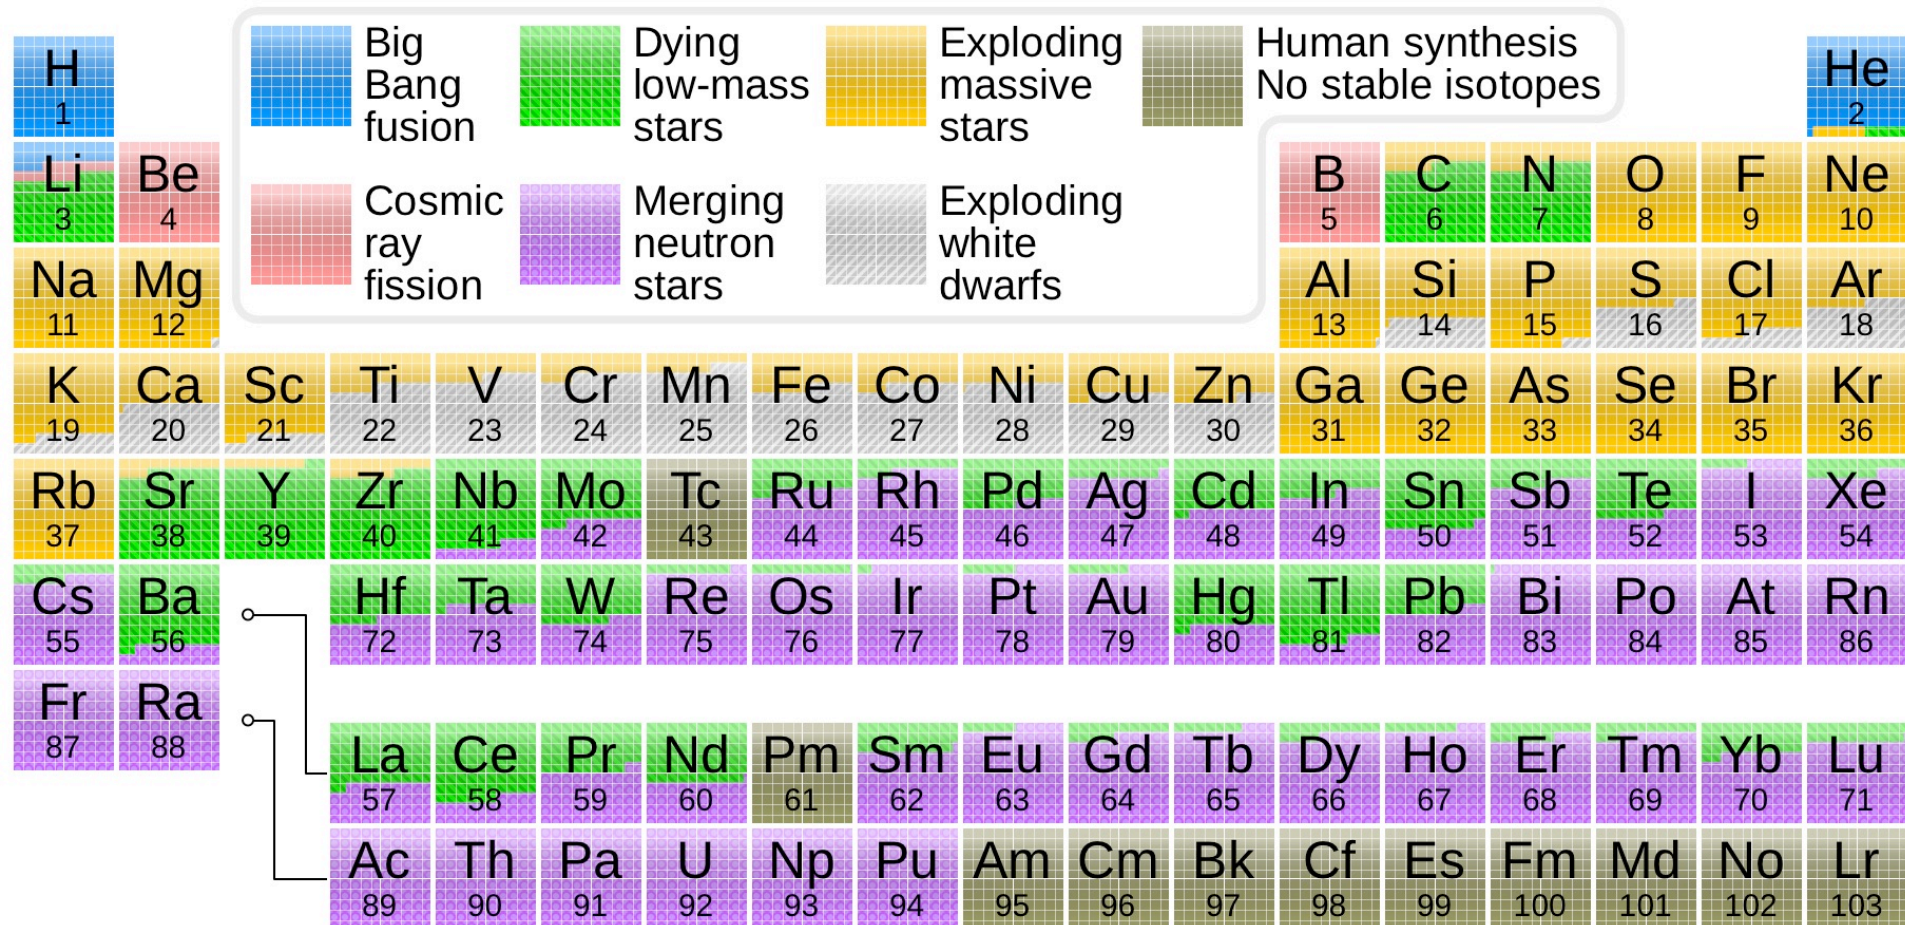 Big
Bang
fusion
Dying
low-mass
stars
Exploding
massive
stars
Human synthesis
No stable isotopes
Cosmic
ray
fission
Merging
neutron
stars
Exploding
white
dwarfs
H He
1 2
Li Be B C N O F Ne
3 4 5 6 7 8 9 10
Na Mg Al Si P S Cl Ar
11 12 13 14 15 16 17 18
K Ca Sc Ti V Cr Mn Fe Co Ni Cu Zn Ga Ge As Se Br Kr
19 20 21 22 23 24 25 26 27 28 29 30 31 32 33 34 35 36
Rb Sr Y Zr Nb Mo Tc Ru Rh Pd Ag Cd In Sn Sb Te I Xe
37 38 39 40 41 42 43 44 45 46 47 48 49 50 51 52 53 54
Cs Ba Hf Ta W Re Os Ir Pt Au Hg Tl Pb Bi Po At Rn
55 56 72 73 74 75 76 77 78 79 80 81 82 83 84 85 86
Fr Ra
87 88
La Ce Pr Nd Pm Sm Eu Gd Tb Dy Ho Er Tm Yb Lu
57 58 59 60 61 62 63 64 65 66 67 68 69 70 71
Ac Th Pa U Np Pu Am Cm Bk Cf Es Fm Md No Lr
89 90 91 92 93 94 95 96 97 98 99 100 101 102 103